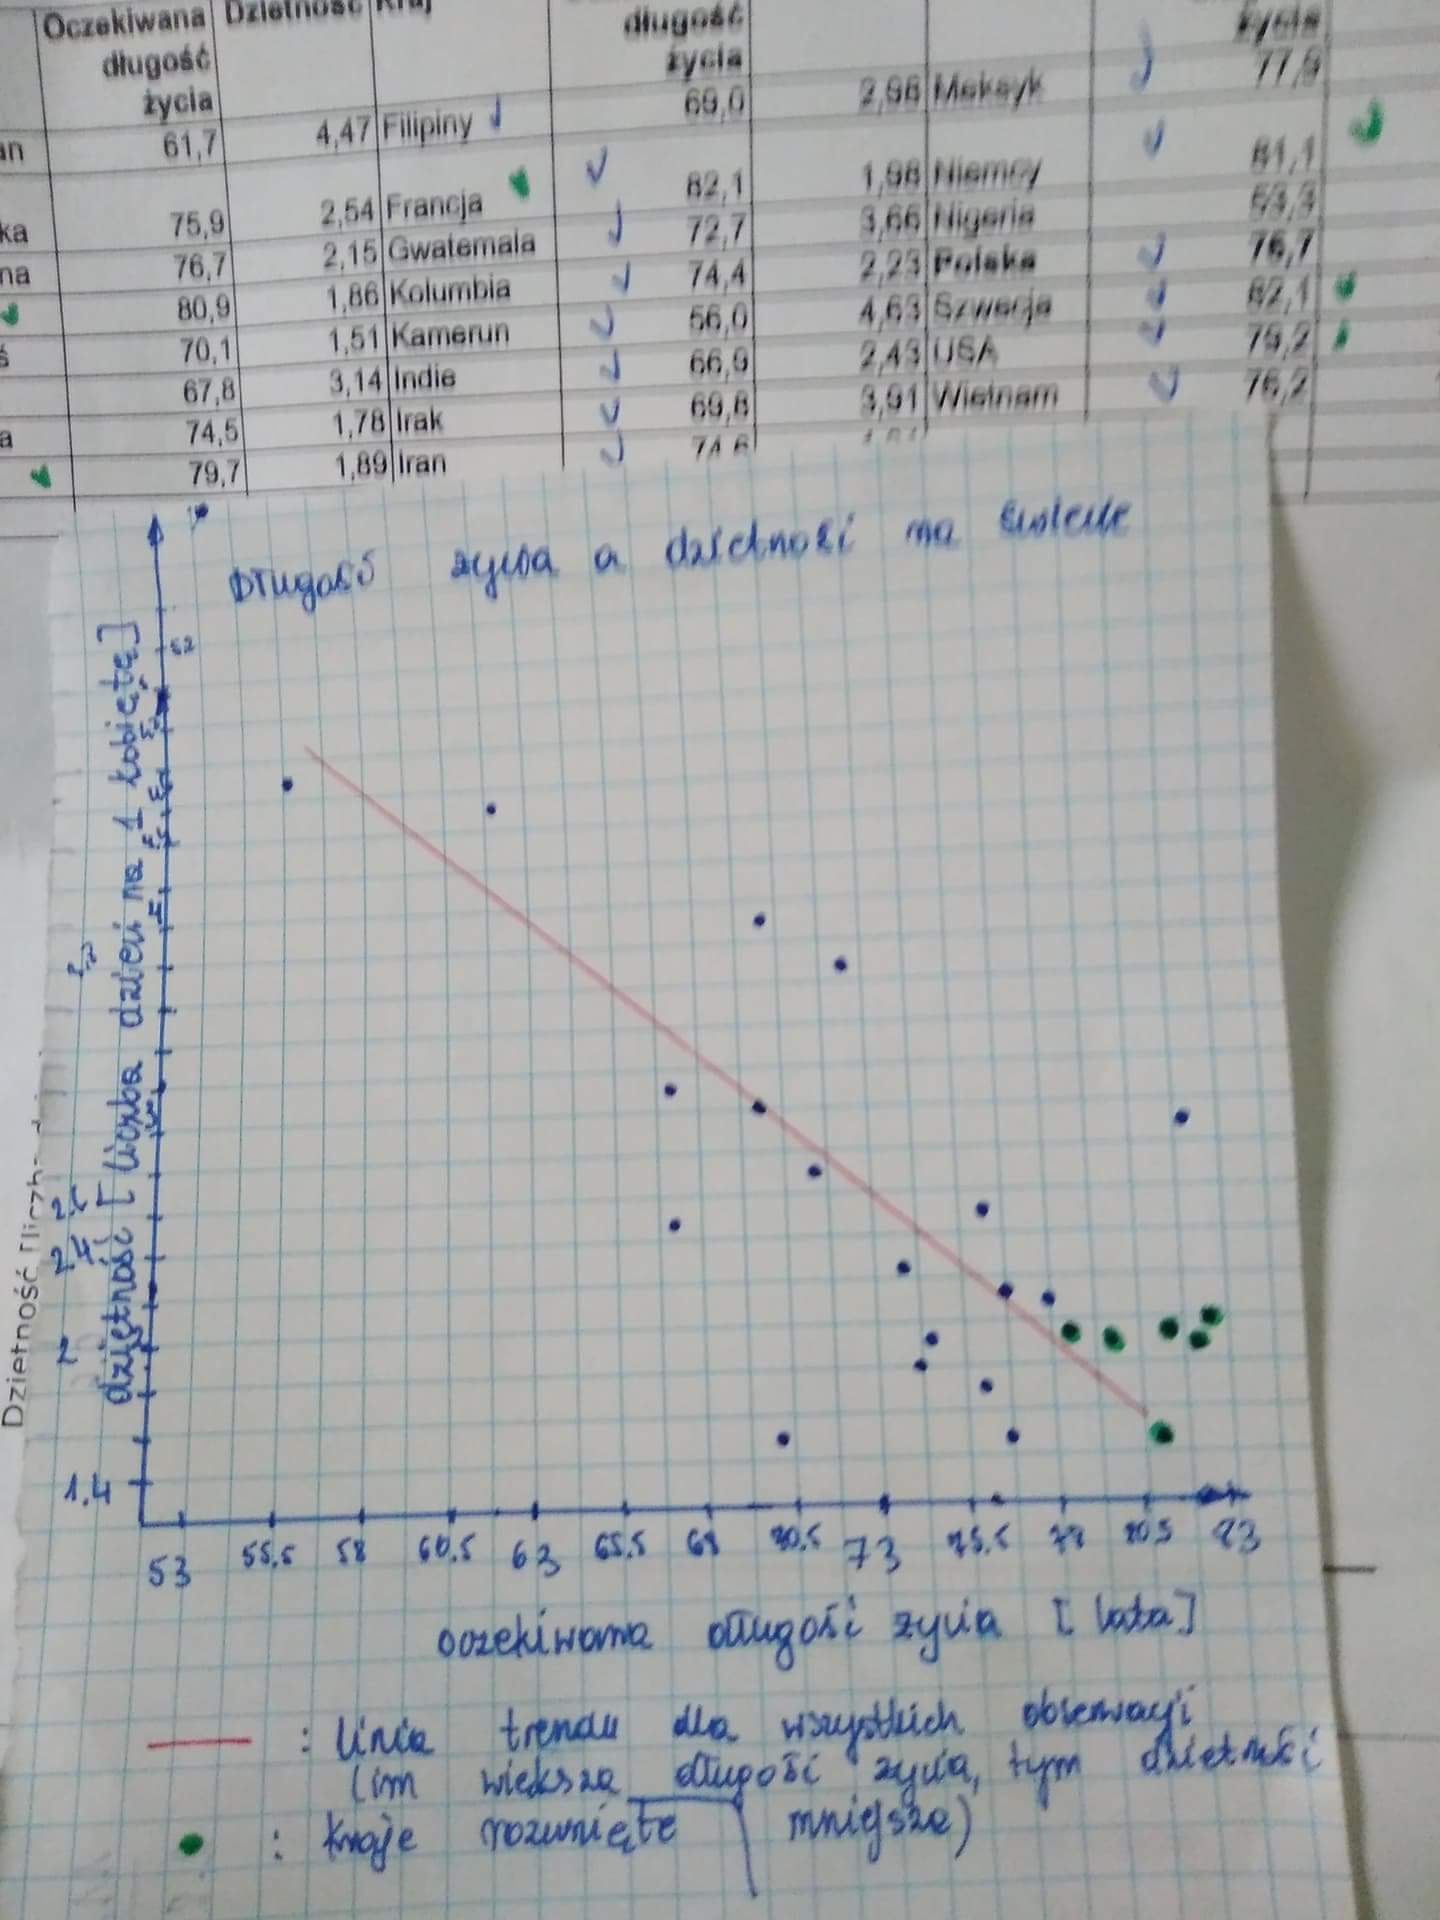 Oczekiwana Dzietność Kraj
długość
życia
długość
życia
życia
61,7 4,47 Filipiny 69,0 2,98 Meksyk 77,9
ka 75,9 2,54 Francja 82,1 1,98 Niemcy 81,1
na 76,7 2,15 Gwatemala 72,7 3,66 Nigeria 53,3
80,9 1,86 Kolumbia 74,4 2,23 Polska 76,7
ś 70,1 1,51 Kamerun 56,0 4,63 Szwecja 82,1
67,8 3,14 Indie 66,9 2,43 USA 79,2
a 74,5 1,78 Irak 69,8 3,91 Wietnam 76,2
79,7 1,89 Iran 74,6
Długość życia a dzietność na świecie
dzietność [liczba dzieci na 1 kobietę]
Dzietność
5,2
5
4
3
2,6
2,4
2
1,4
53 55,5 58 60,5 63 65,5 68 70,5 73 75,5 78 80,5 83
oczekiwana długość życia [lata]
: linia trendu dla wszystkich obserwacji
(im większa długość życia, tym dzietność
mniejsza)
: kraje rozwinięte